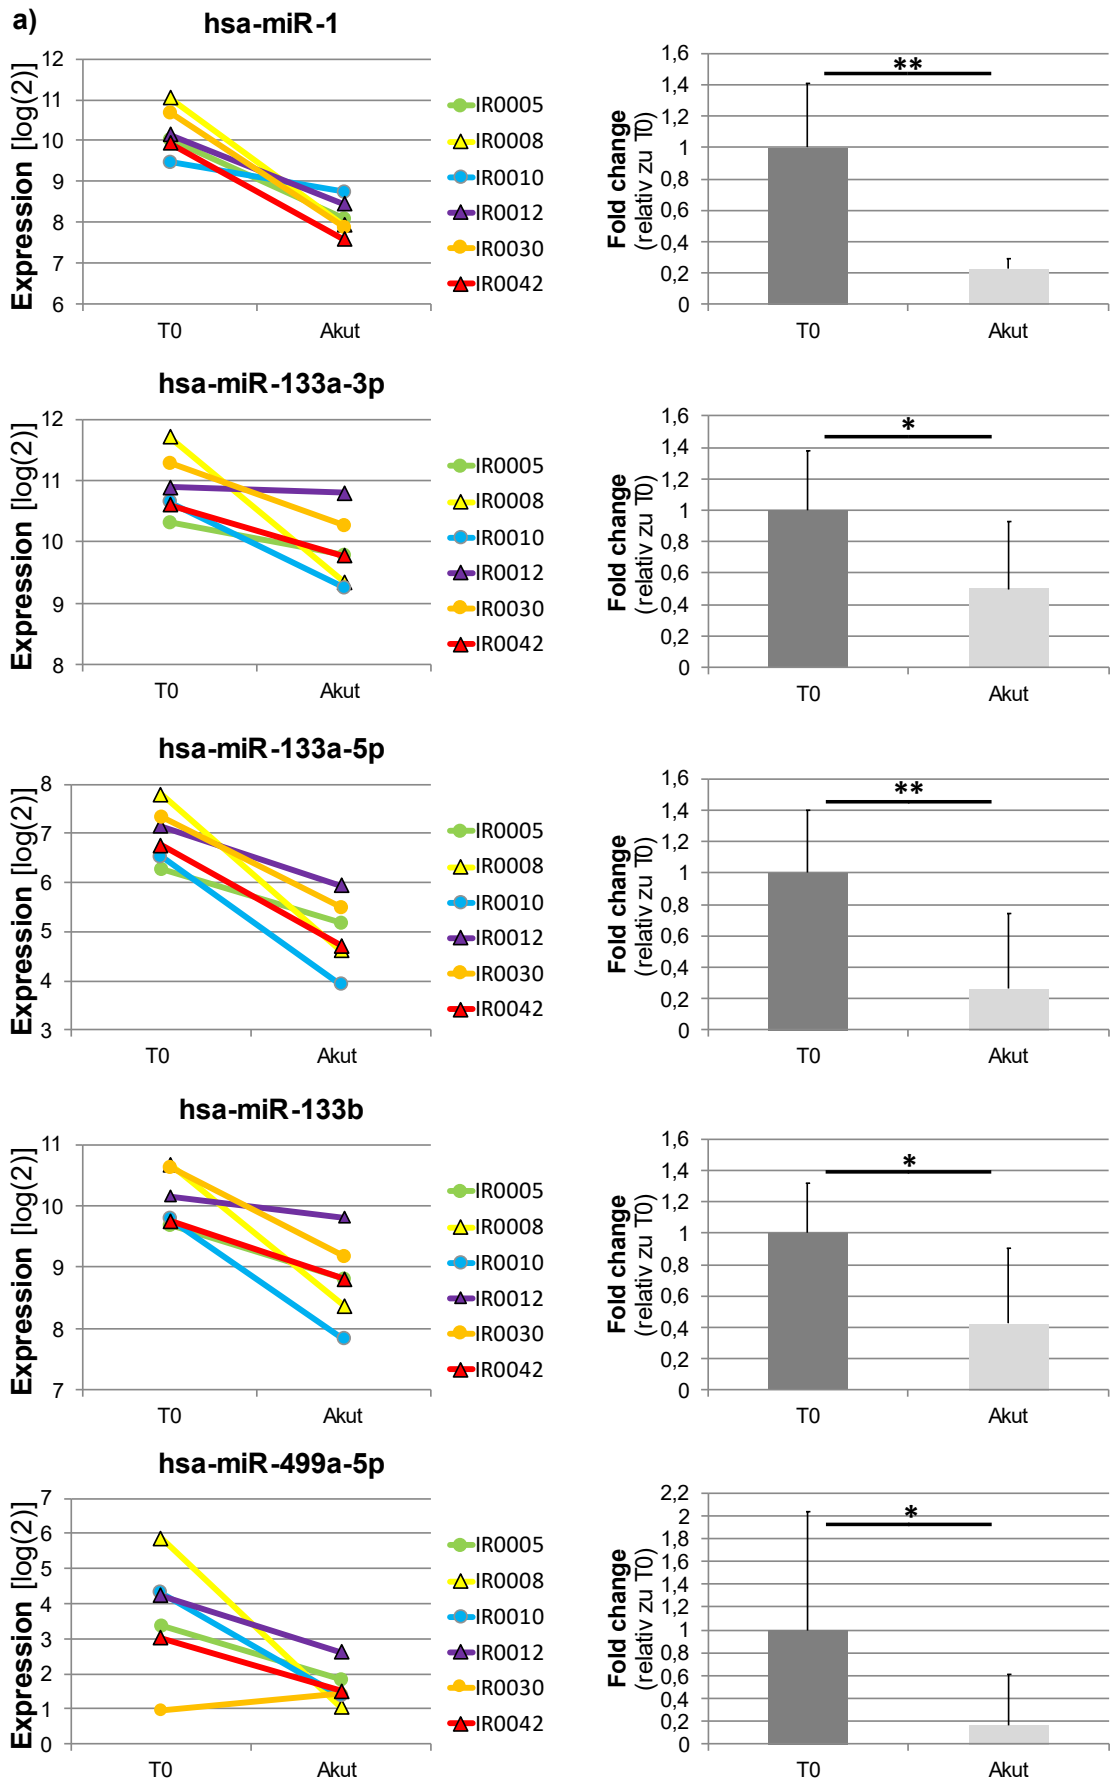 a)
hsa-miR-1
Expression [log(2)]
12
11
10
9
8
7
6
T0
Akut
IR0005
IR0008
IR0010
IR0012
IR0030
IR0042
Fold change
(relativ zu T0)
1,6
1,4
1,2
1
0,8
0,6
0,4
0,2
0
**
T0
Akut
hsa-miR-133a-3p
Expression [log(2)]
12
11
10
9
8
T0
Akut
IR0005
IR0008
IR0010
IR0012
IR0030
IR0042
Fold change
(relativ zu T0)
1,6
1,4
1,2
1
0,8
0,6
0,4
0,2
0
*
T0
Akut
hsa-miR-133a-5p
Expression [log(2)]
8
7
6
5
4
3
T0
Akut
IR0005
IR0008
IR0010
IR0012
IR0030
IR0042
Fold change
(relativ zu T0)
1,6
1,4
1,2
1
0,8
0,6
0,4
0,2
0
**
T0
Akut
hsa-miR-133b
Expression [log(2)]
11
10
9
8
7
T0
Akut
IR0005
IR0008
IR0010
IR0012
IR0030
IR0042
Fold change
(relativ zu T0)
1,6
1,4
1,2
1
0,8
0,6
0,4
0,2
0
*
T0
Akut
hsa-miR-499a-5p
Expression [log(2)]
7
6
5
4
3
2
1
0
T0
Akut
IR0005
IR0008
IR0010
IR0012
IR0030
IR0042
Fold change
(relativ zu T0)
2,2
2
1,8
1,6
1,4
1,2
1
0,8
0,6
0,4
0,2
0
*
T0
Akut